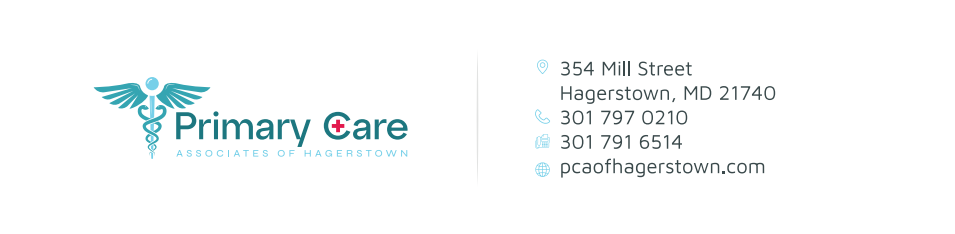 Primary Care
ASSOCIATES OF HAGERSTOWN
354 Mill Street
Hagerstown, MD 21740
301 797 0210
301 791 6514
pcaofhagerstown.com